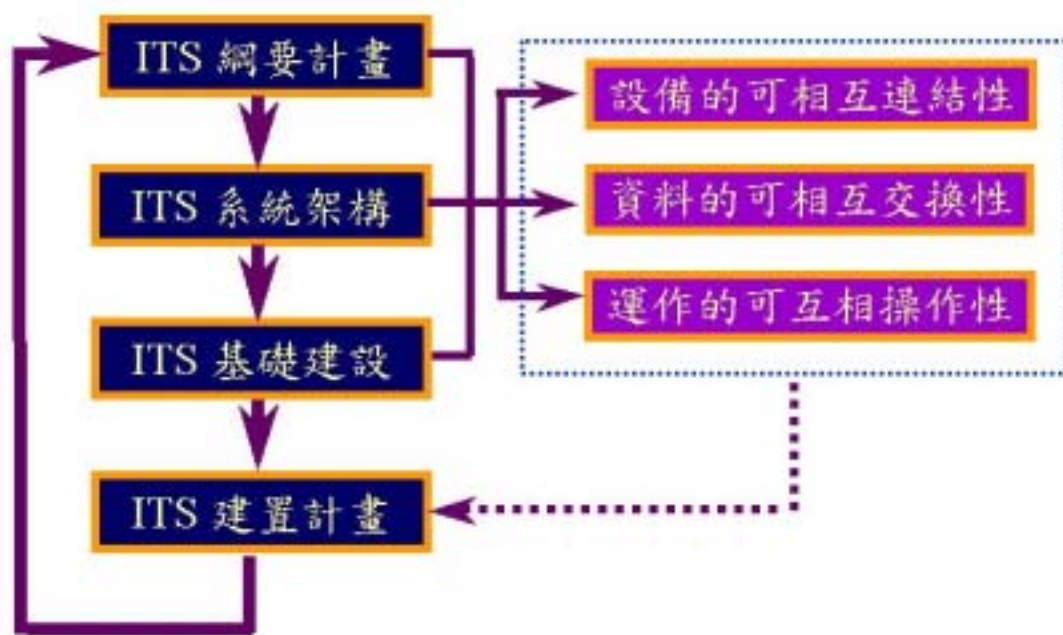 ITS 綱要計畫
ITS 系統架構
ITS 基礎建設
ITS 建置計畫
設備的可相互連結性
資料的可相互交換性
運作的可互相操作性